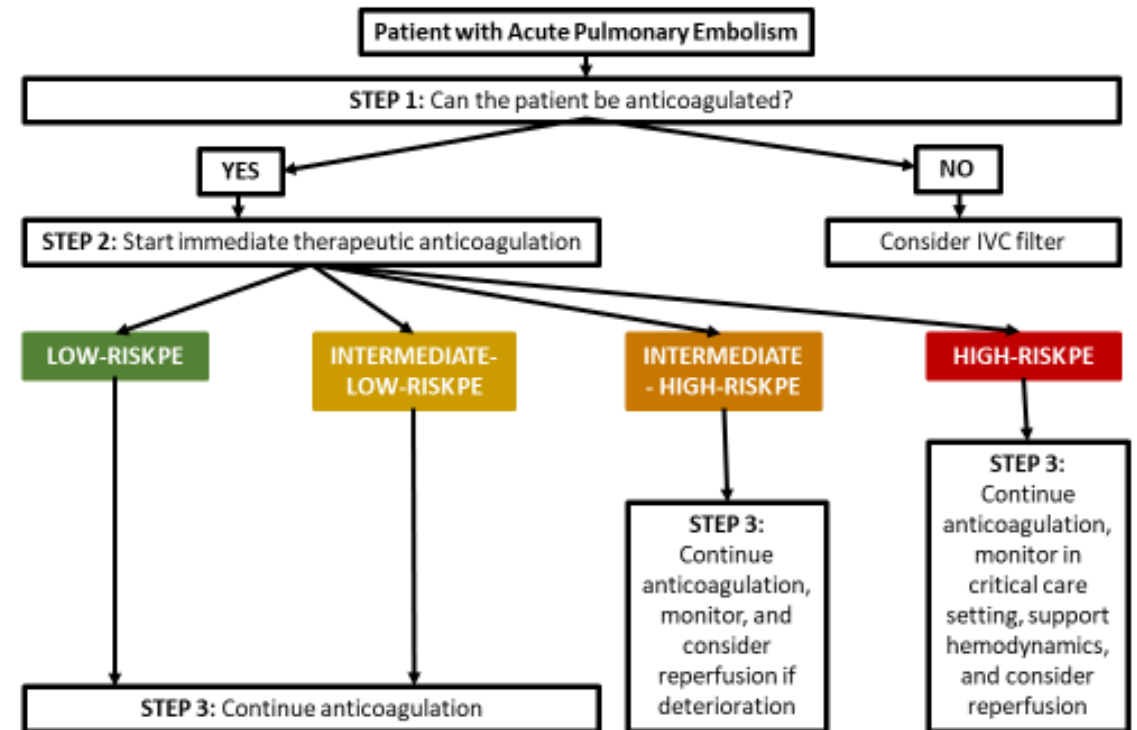 Patient with Acute Pulmonary Embolism
STEP 1: Can the patient be anticoagulated?
YES
NO
STEP 2: Start immediate therapeutic anticoagulation
Consider IVC filter
LOW-RISKPE
INTERMEDIATE-
LOW-RISKPE
INTERMEDIATE
- HIGH-RISKPE
HIGH-RISKPE
STEP 3: Continue anticoagulation
STEP 3:
Continue
anticoagulation,
monitor, and
consider
reperfusion if
deterioration
STEP 3:
Continue
anticoagulation,
monitor in
critical care
setting, support
hemodynamics,
and consider
reperfusion